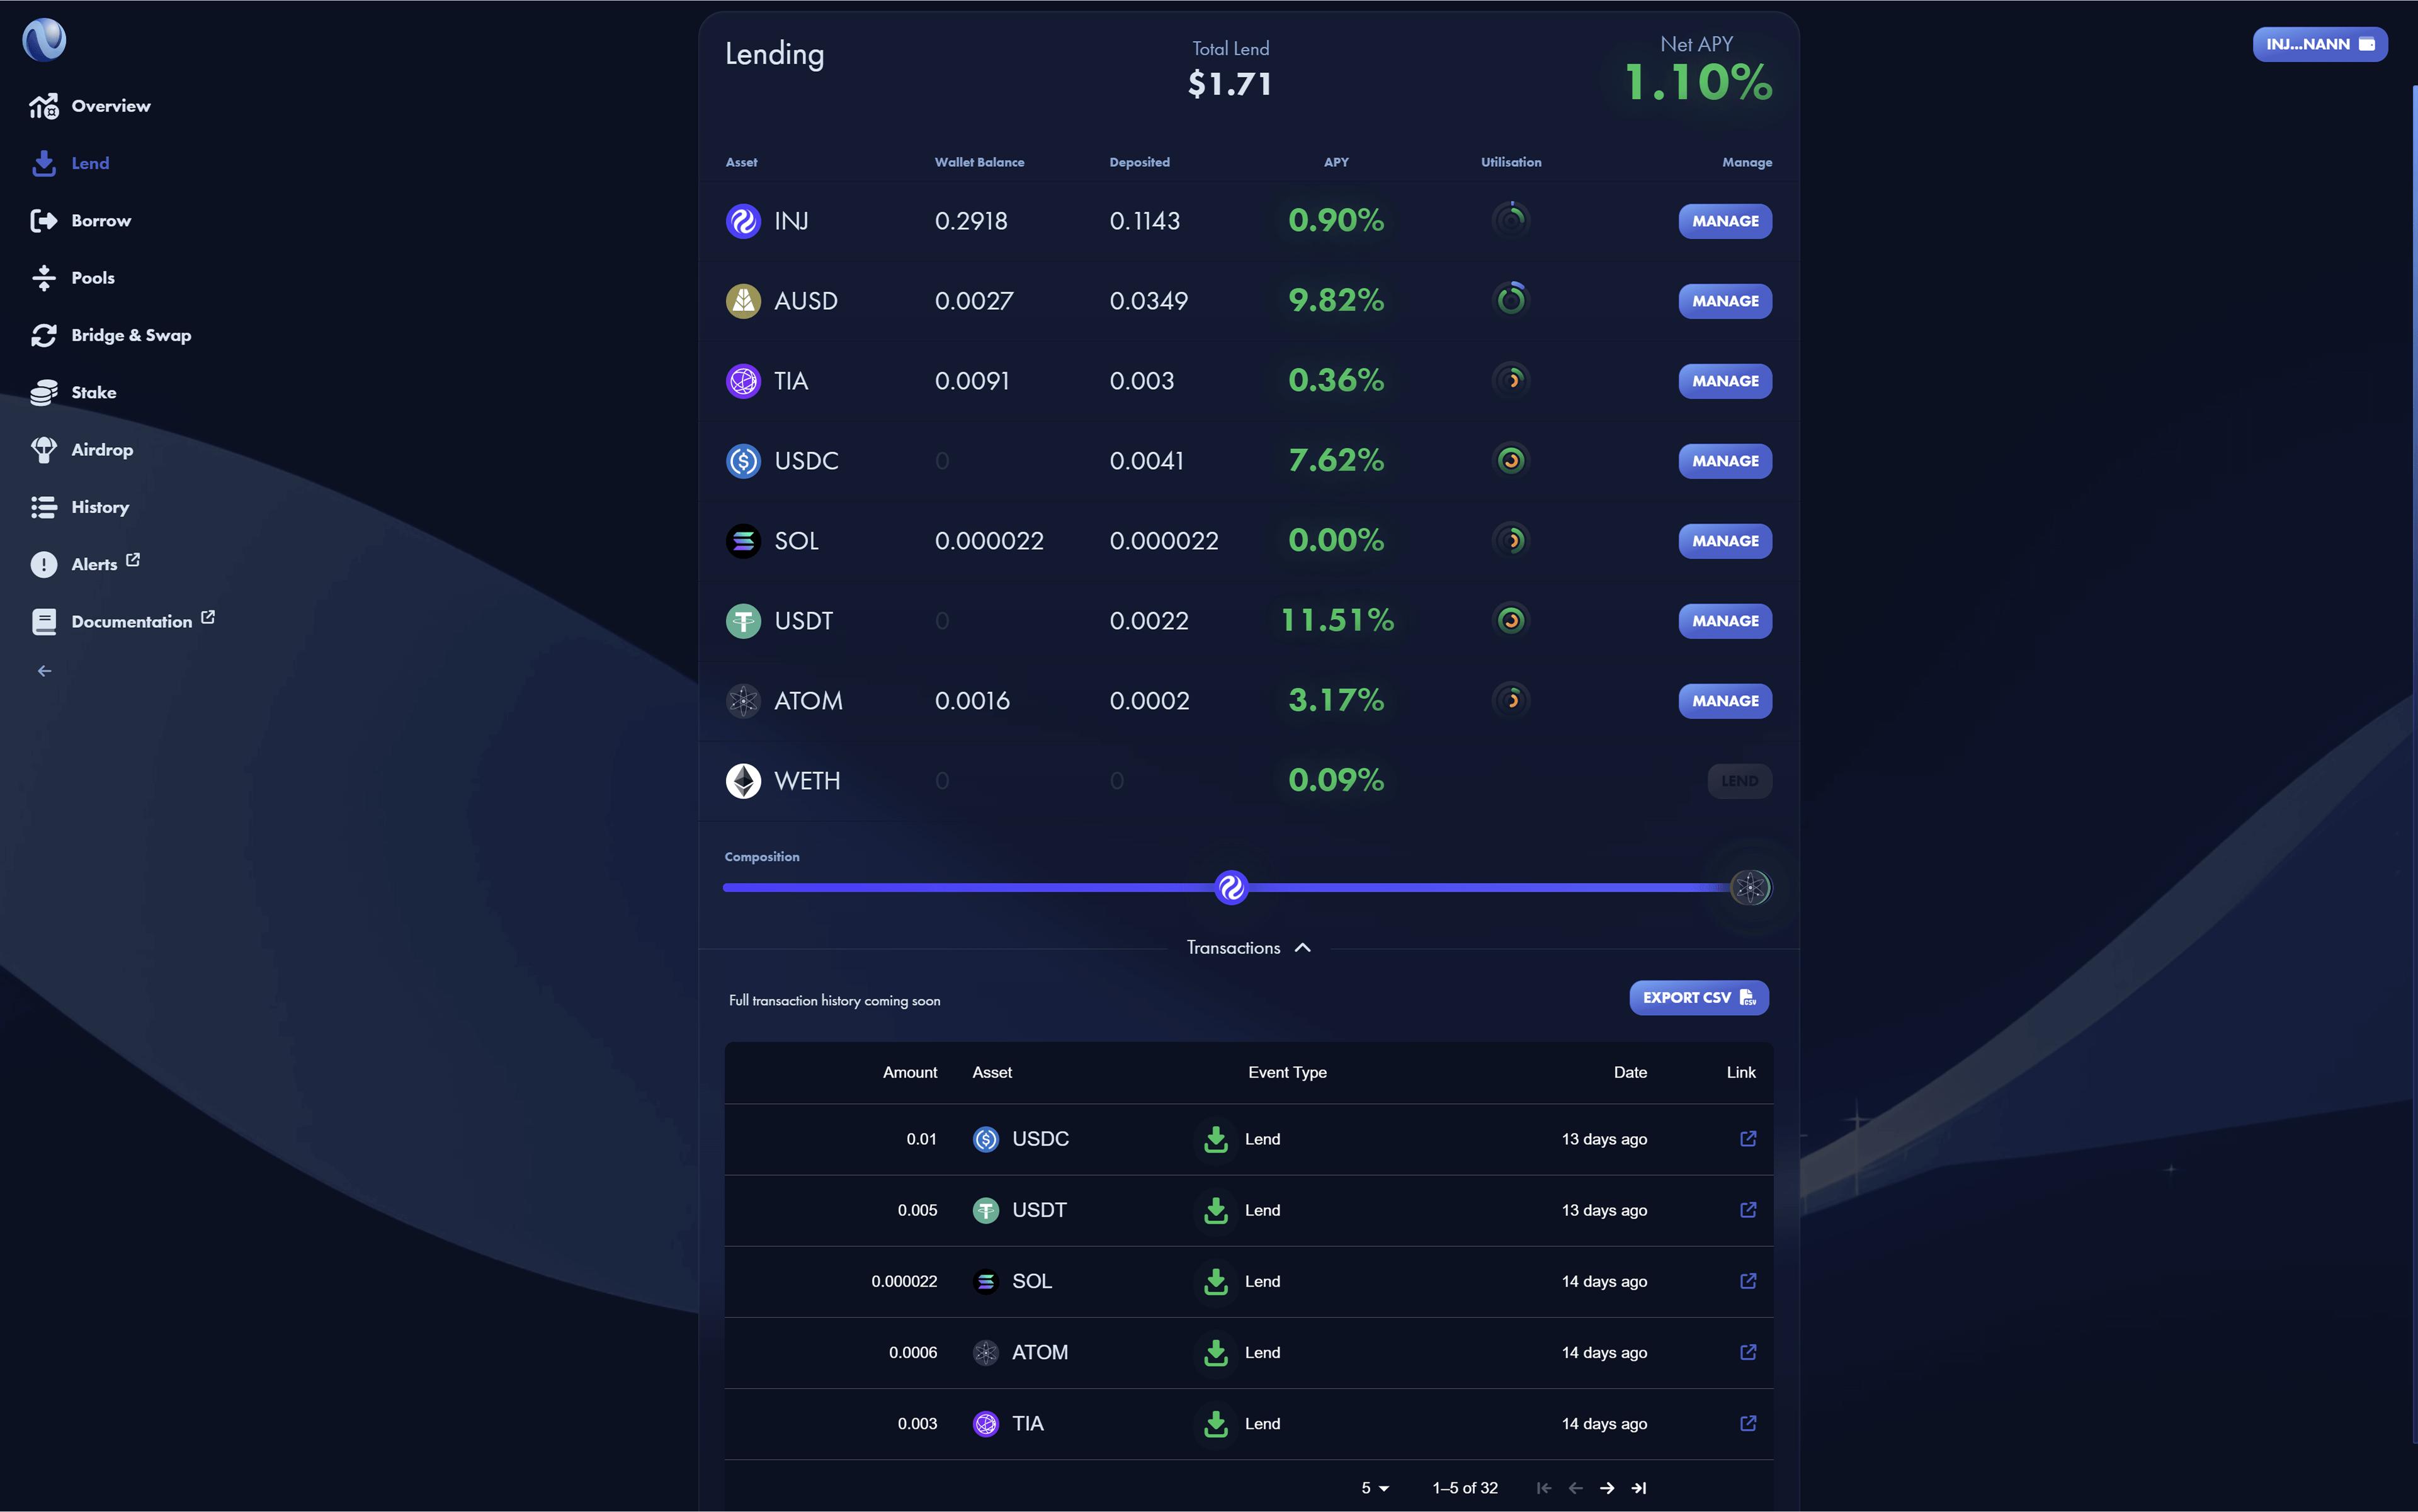 INJ...NANN
Overview
Lend
Borrow
Pools
Bridge & Swap
Stake
Airdrop
History
Alerts
Documentation
Lending
Total Lend
$1.71
Net APY
1.10%
Asset Wallet Balance Deposited APY Utilisation Manage
INJ 0.2918 0.1143 0.90% MANAGE
AUSD 0.0027 0.0349 9.82% MANAGE
TIA 0.0091 0.003 0.36% MANAGE
USDC 0 0.0041 7.62% MANAGE
SOL 0.000022 0.000022 0.00% MANAGE
USDT 0 0.0022 11.51% MANAGE
ATOM 0.0016 0.0002 3.17% MANAGE
WETH 0 0 0.09% LEND
Composition
Transactions
Full transaction history coming soon
EXPORT CSV
Amount Asset Event Type Date Link
0.01 USDC Lend 13 days ago
0.005 USDT Lend 13 days ago
0.000022 SOL Lend 14 days ago
0.0006 ATOM Lend 14 days ago
0.003 TIA Lend 14 days ago
5 1–5 of 32